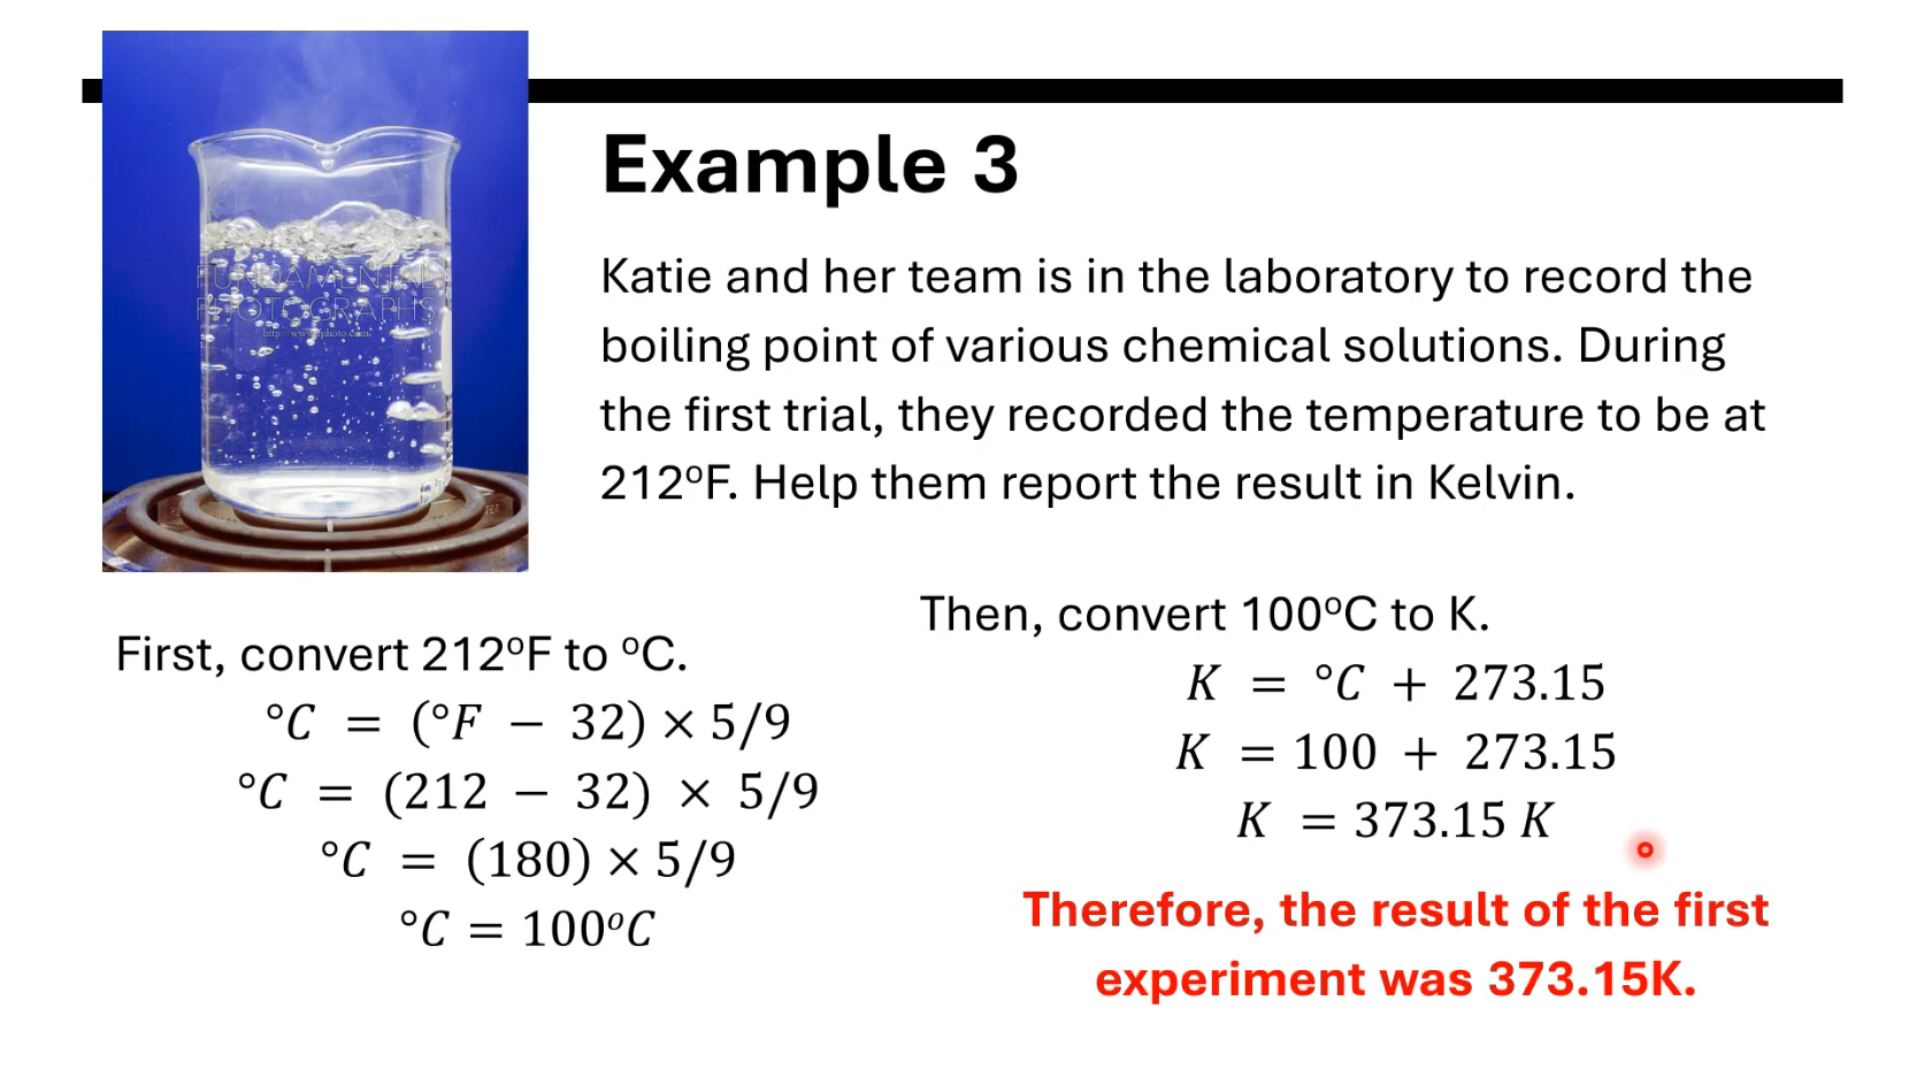 FUNDAMENTAL
PHOTOGRAPHS
Example 3
Katie and her team is in the laboratory to record the
boiling point of various chemical solutions. During
the first trial, they recorded the temperature to be at
212ºF. Help them report the result in Kelvin.
First, convert 212ºF to ºC.
°C = (°F − 32) × 5/9
°C = (212 − 32) × 5/9
°C = (180) × 5/9
°C = 100ºC
Then, convert 100ºC to K.
K = °C + 273.15
K = 100 + 273.15
K = 373.15 K
Therefore, the result of the first
experiment was 373.15K.